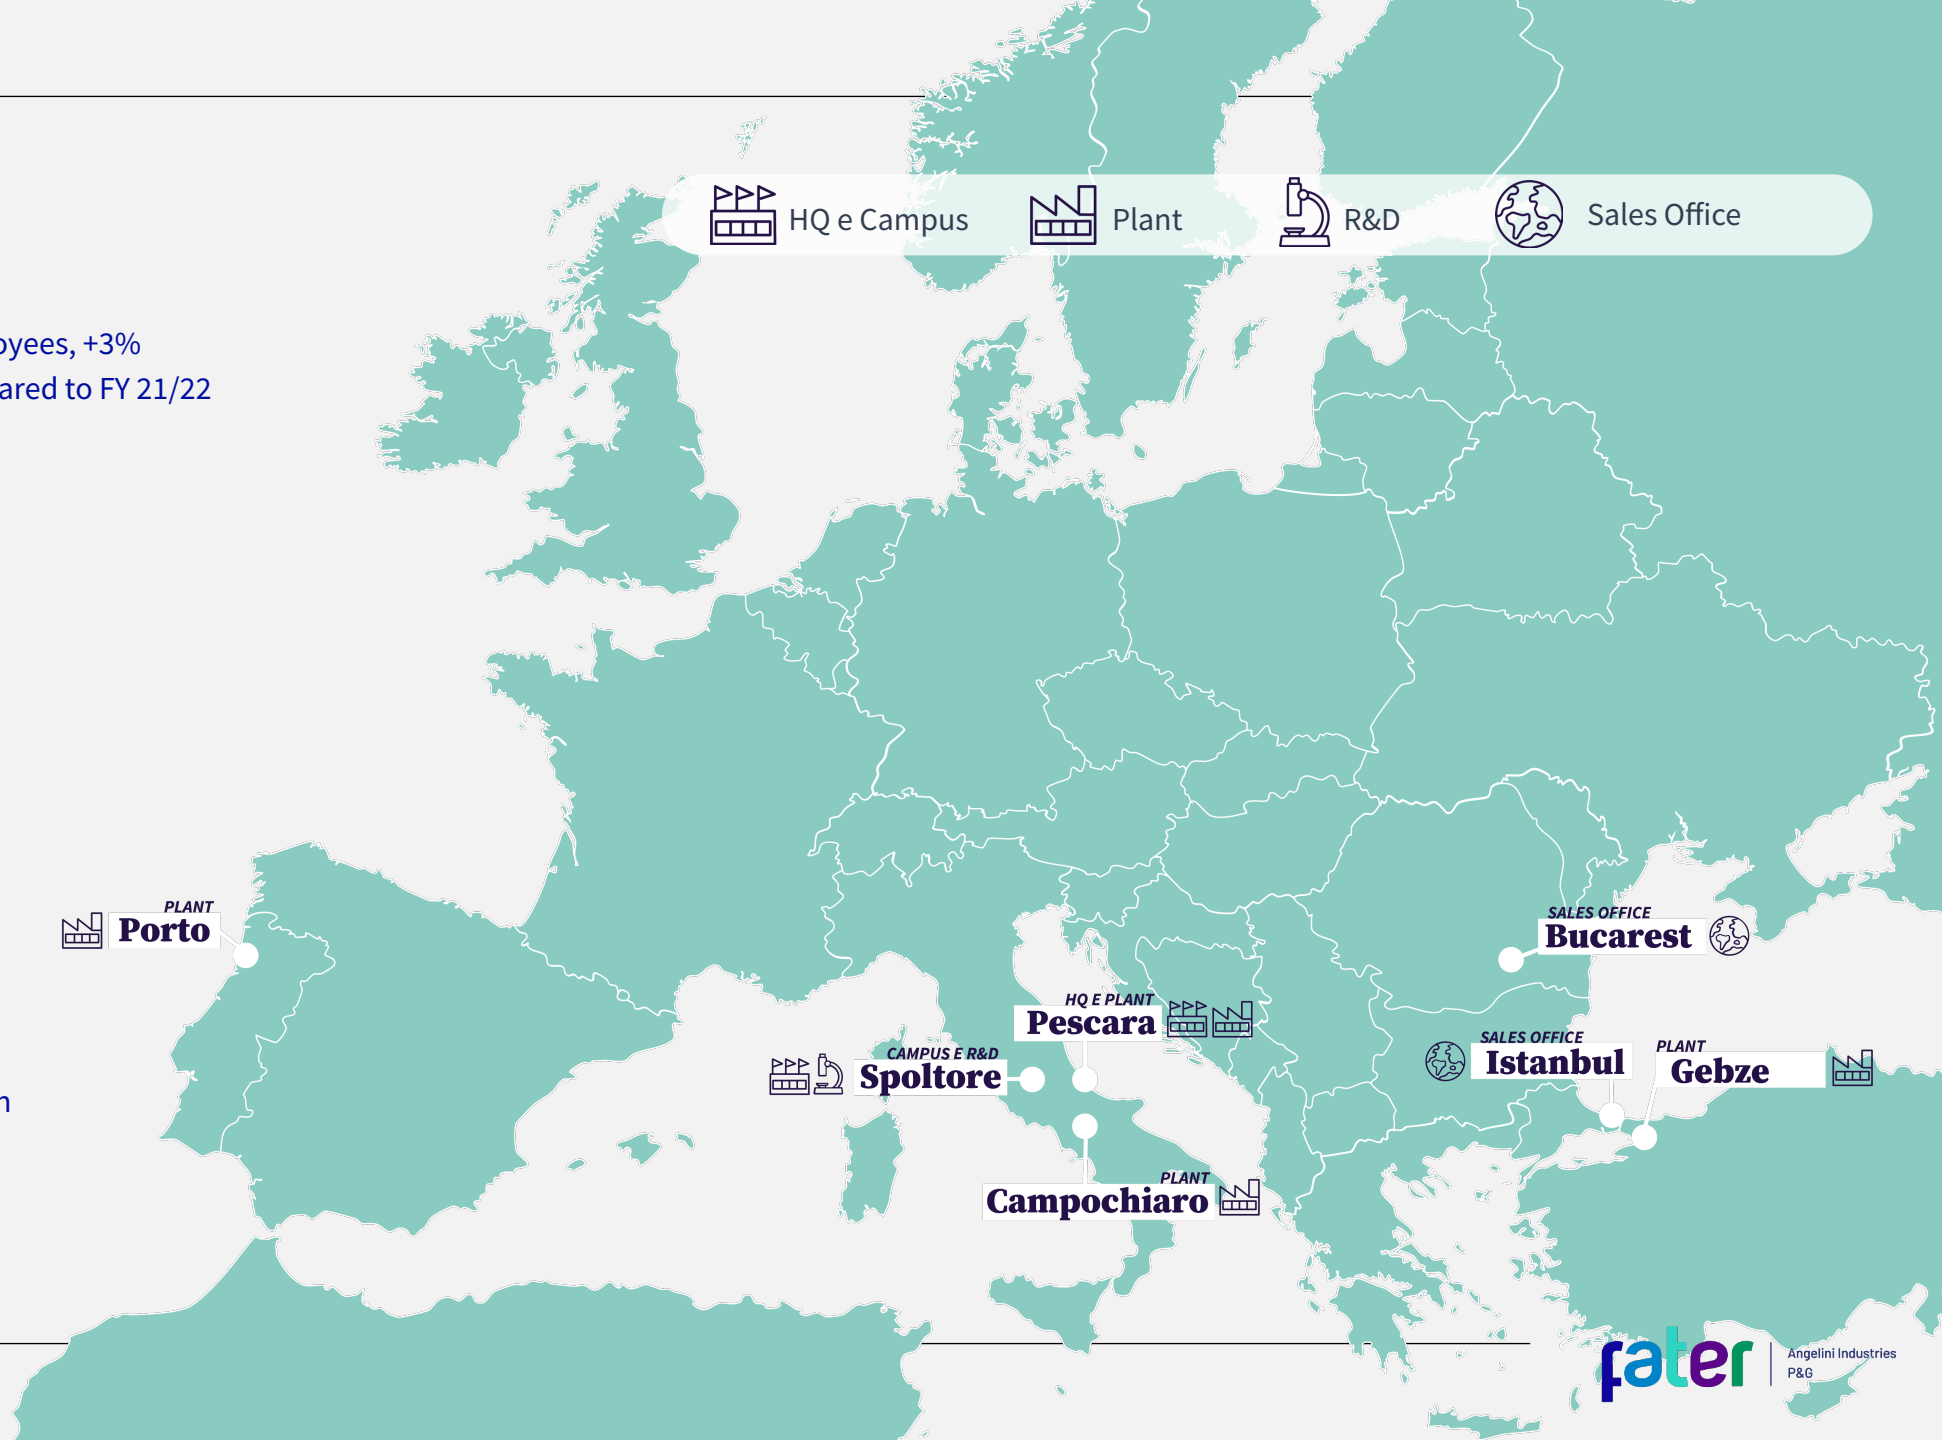 HQ e Campus
Plant
R&D
Sales Office
oyees, +3%
ared to FY 21/22
PLANT
Porto
SALES OFFICE
Bucarest
HQ E PLANT
Pescara
CAMPUS E R&D
Spoltore
SALES OFFICE
Istanbul
PLANT
Gebze
n
PLANT
Campochiaro
fater
Angelini Industries
P&G